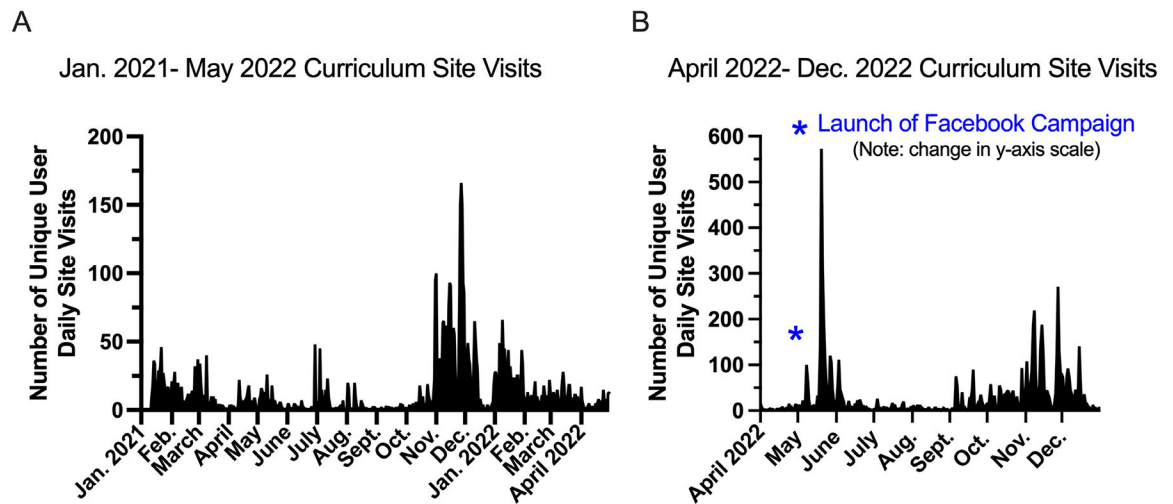 A
Jan. 2021- May 2022 Curriculum Site Visits
Number of Unique User
Daily Site Visits
200
150
100
50
0
Jan. 2021
Feb.
March
April
May
June
July
Aug.
Sept.
Oct.
Nov.
Dec.
Jan. 2022
Feb.
March
April 2022
B
April 2022- Dec. 2022 Curriculum Site Visits
* Launch of Facebook Campaign
(Note: change in y-axis scale)
Number of Unique User
Daily Site Visits
600
500
400
300
200
100
0
*
April 2022
May
June
July
Aug.
Sept.
Oct.
Nov.
Dec.